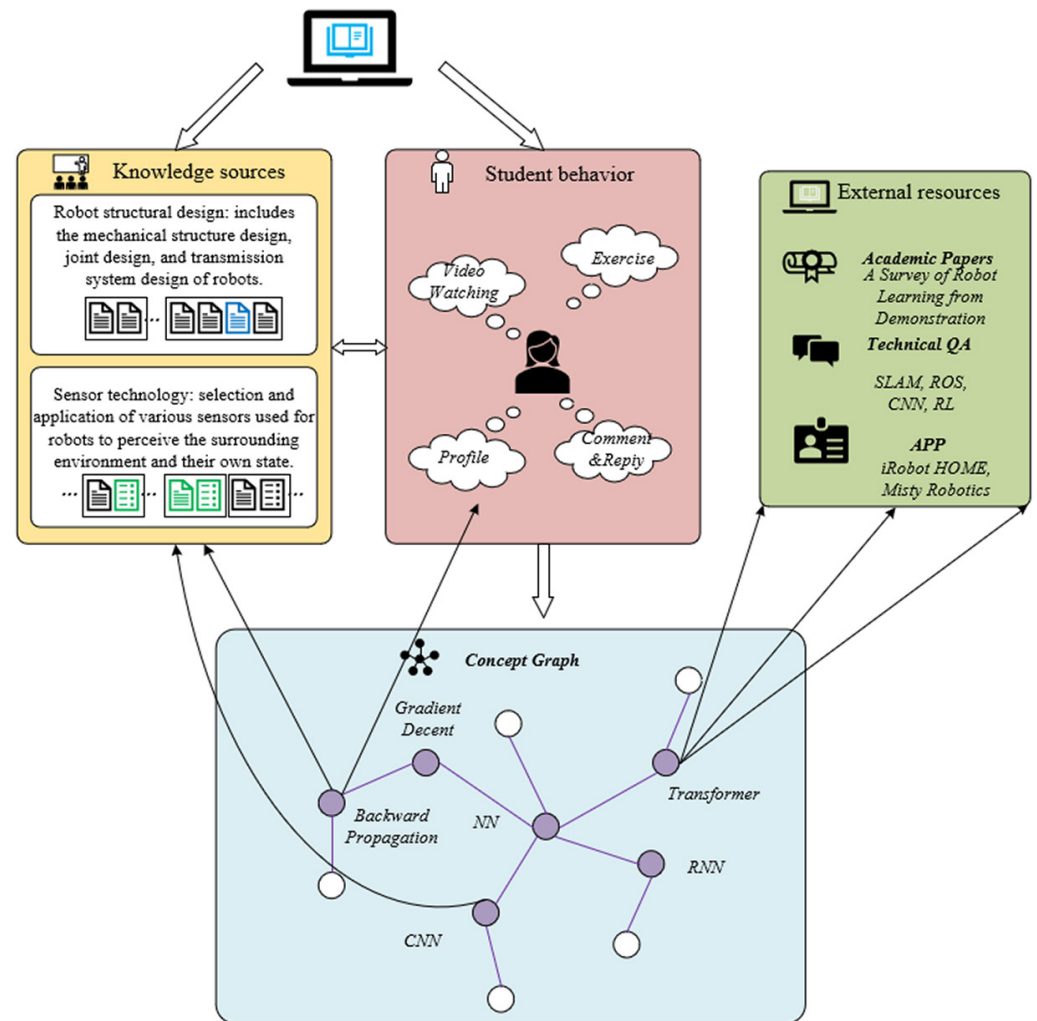 Knowledge sources
Robot structural design: includes
the mechanical structure design,
joint design, and transmission
system design of robots.
...
Sensor technology: selection and
application of various sensors used for
robots to perceive the surrounding
environment and their own state.
... ... ... ...
Student behavior
Video
Watching
Exercise
Profile
Comment
&Repiy
External resources
Academic Papers
A Survey of Robot
Learning from
Demonstration
Technical QA
SLAM, ROS,
CNN, RL
APP
iRobot HOME,
Misty Robotics
Concept Graph
Gradient
Decent
Backward
Propagation
NN
Transformer
RNN
CNN